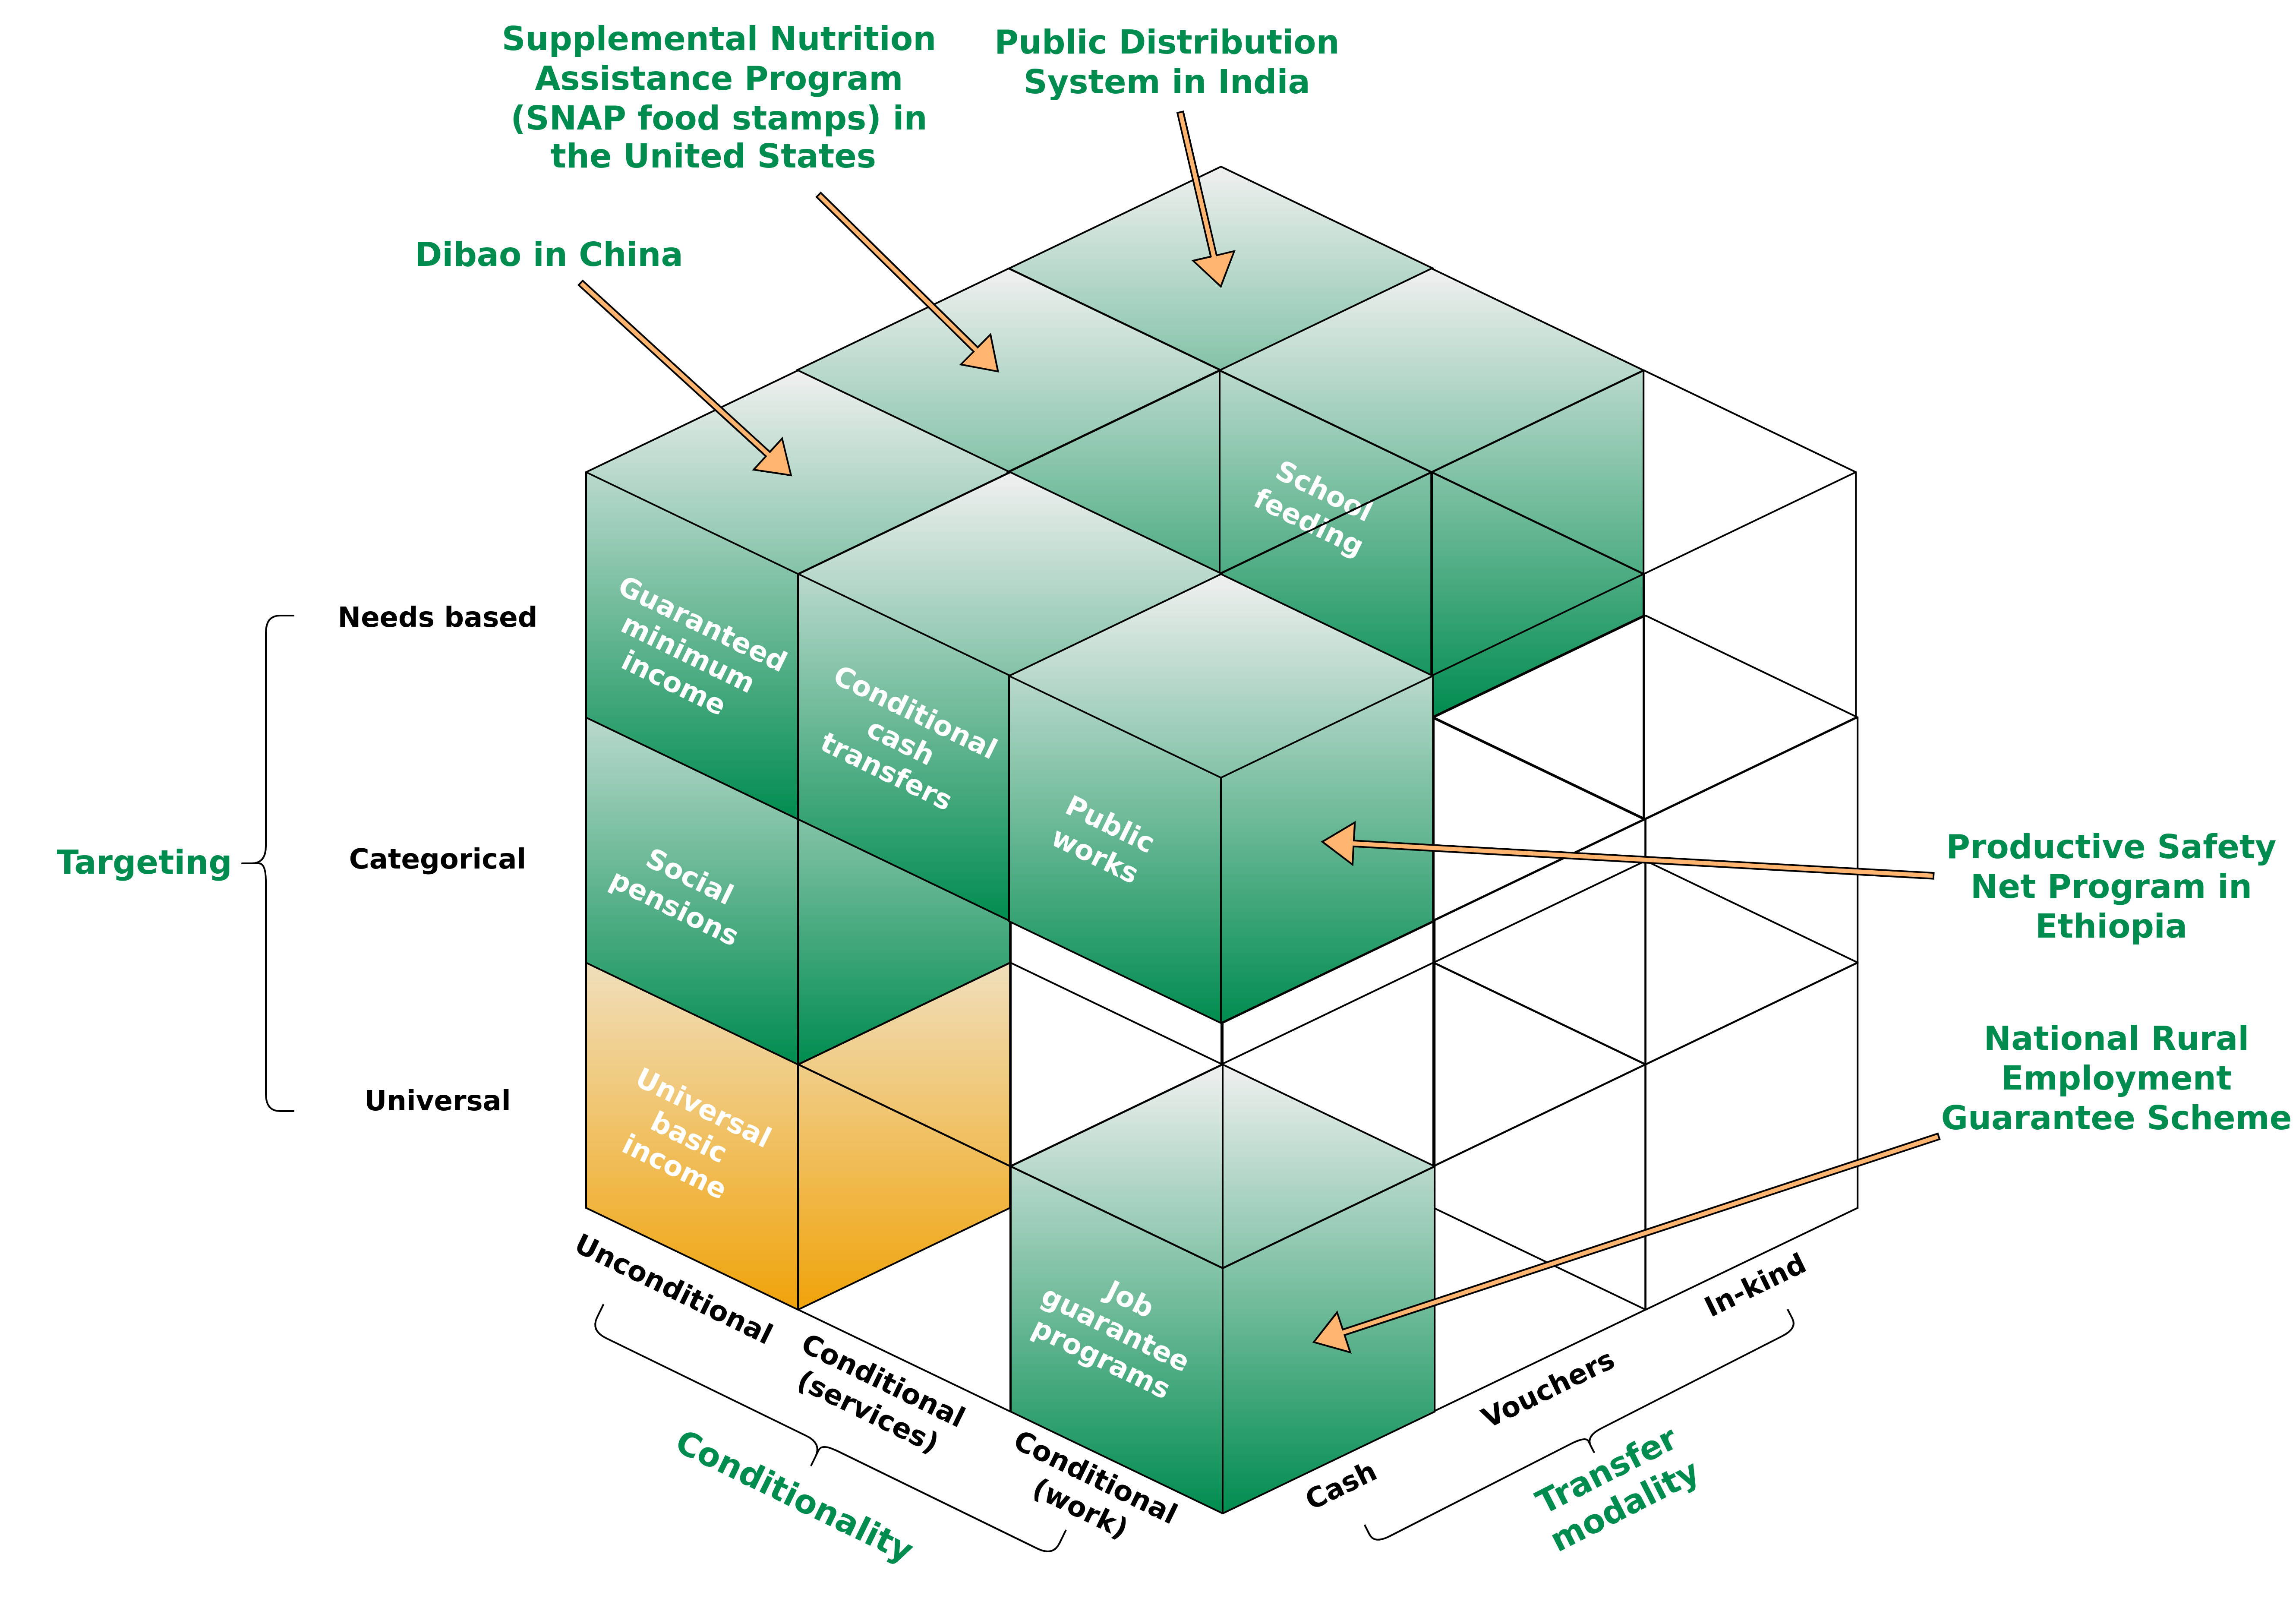 Supplemental Nutrition
Assistance Program
(SNAP food stamps) in
the United States
Public Distribution
System in India
Dibao in China
School
feeding
Guaranteed
minimum
income
Conditional
cash
transfers
Public
works
Needs based
Categorical
Universal
Targeting
Social
pensions
Universal
basic
income
Job
guarantee
programs
Productive Safety
Net Program in
Ethiopia
National Rural
Employment
Guarantee Scheme
Unconditional
Conditional
(services)
Conditional
(work)
Conditionality
Cash
Vouchers
In-kind
Transfer
modality